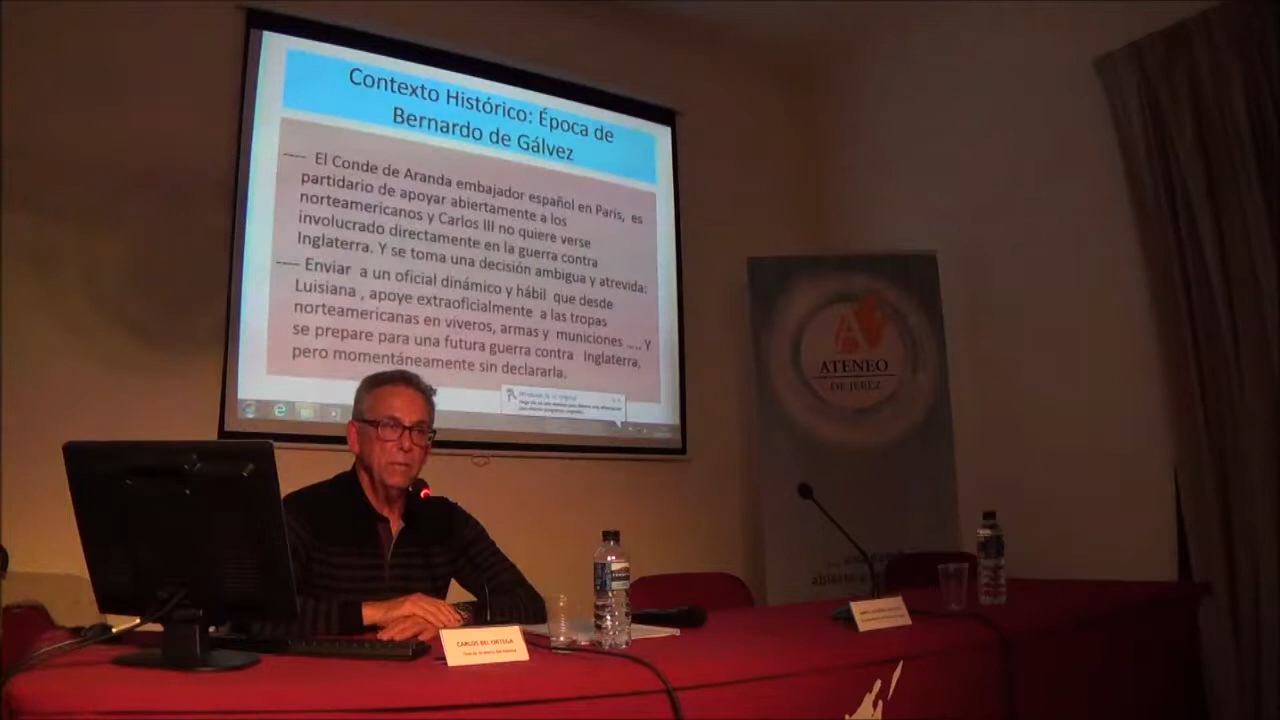 Contexto Histórico: Época de
Bernardo de Gálvez
---- El Conde de Aranda embajador español en Paris, es
partidario de apoyar abiertamente a los
norteamericanos y Carlos III no quiere verse
involucrado directamente en la guerra contra
Inglaterra. Y se toma una decisión ambigua y atrevida:
---- Enviar a un oficial dinámico y hábil que desde
Luisiana , apoye extraoficialmente a las tropas
norteamericanas en viveros, armas y municiones ..... Y
se prepare para una futura guerra contra Inglaterra,
pero momentáneamente sin declararla.
A
ATENEO
DE JEREZ
abierto
CARLOS BEL ORTEGA